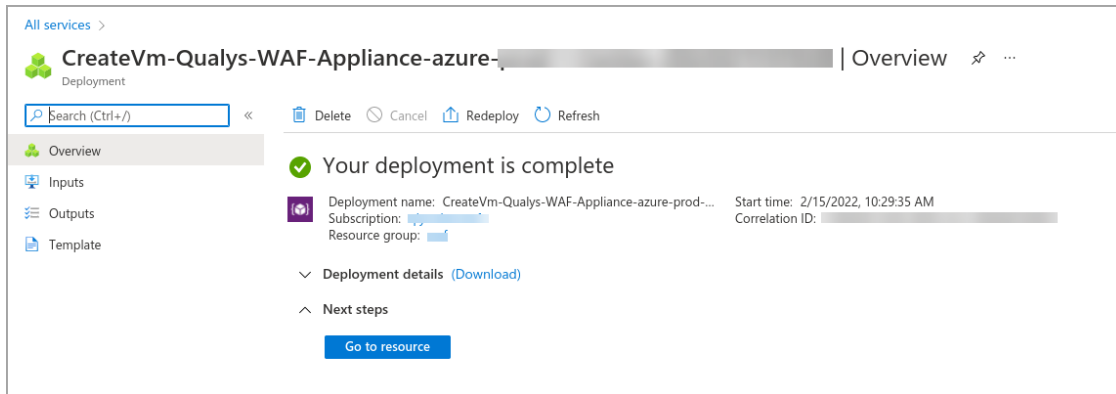 All services >
CreateVm-Qualys-WAF-Appliance-azure- | Overview ...
Deployment
Search (Ctrl+/) «
Delete Cancel Redeploy Refresh
Overview
Inputs
Outputs
Template
Your deployment is complete
Deployment name: CreateVm-Qualys-WAF-Appliance-azure-prod-...
Subscription:
Resource group:
Start time: 2/15/2022, 10:29:35 AM
Correlation ID:
Deployment details (Download)
Next steps
Go to resource